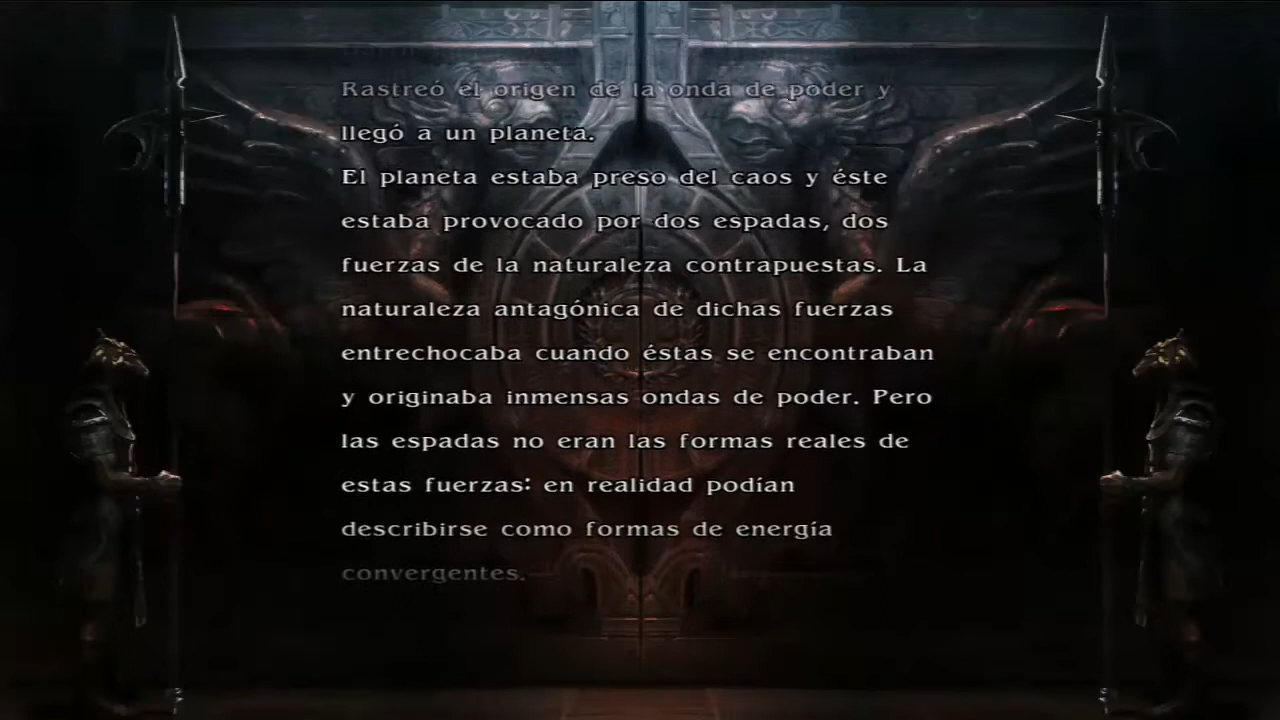 Rastreó el origen de la onda de poder y
llegó a un planeta.
El planeta estaba preso del caos y éste
estaba provocado por dos espadas, dos
fuerzas de la naturaleza contrapuestas. La
naturaleza antagónica de dichas fuerzas
entrechocaba cuando éstas se encontraban
y originaba inmensas ondas de poder. Pero
las espadas no eran las formas reales de
estas fuerzas: en realidad podían
describirse como formas de energía
convergentes.